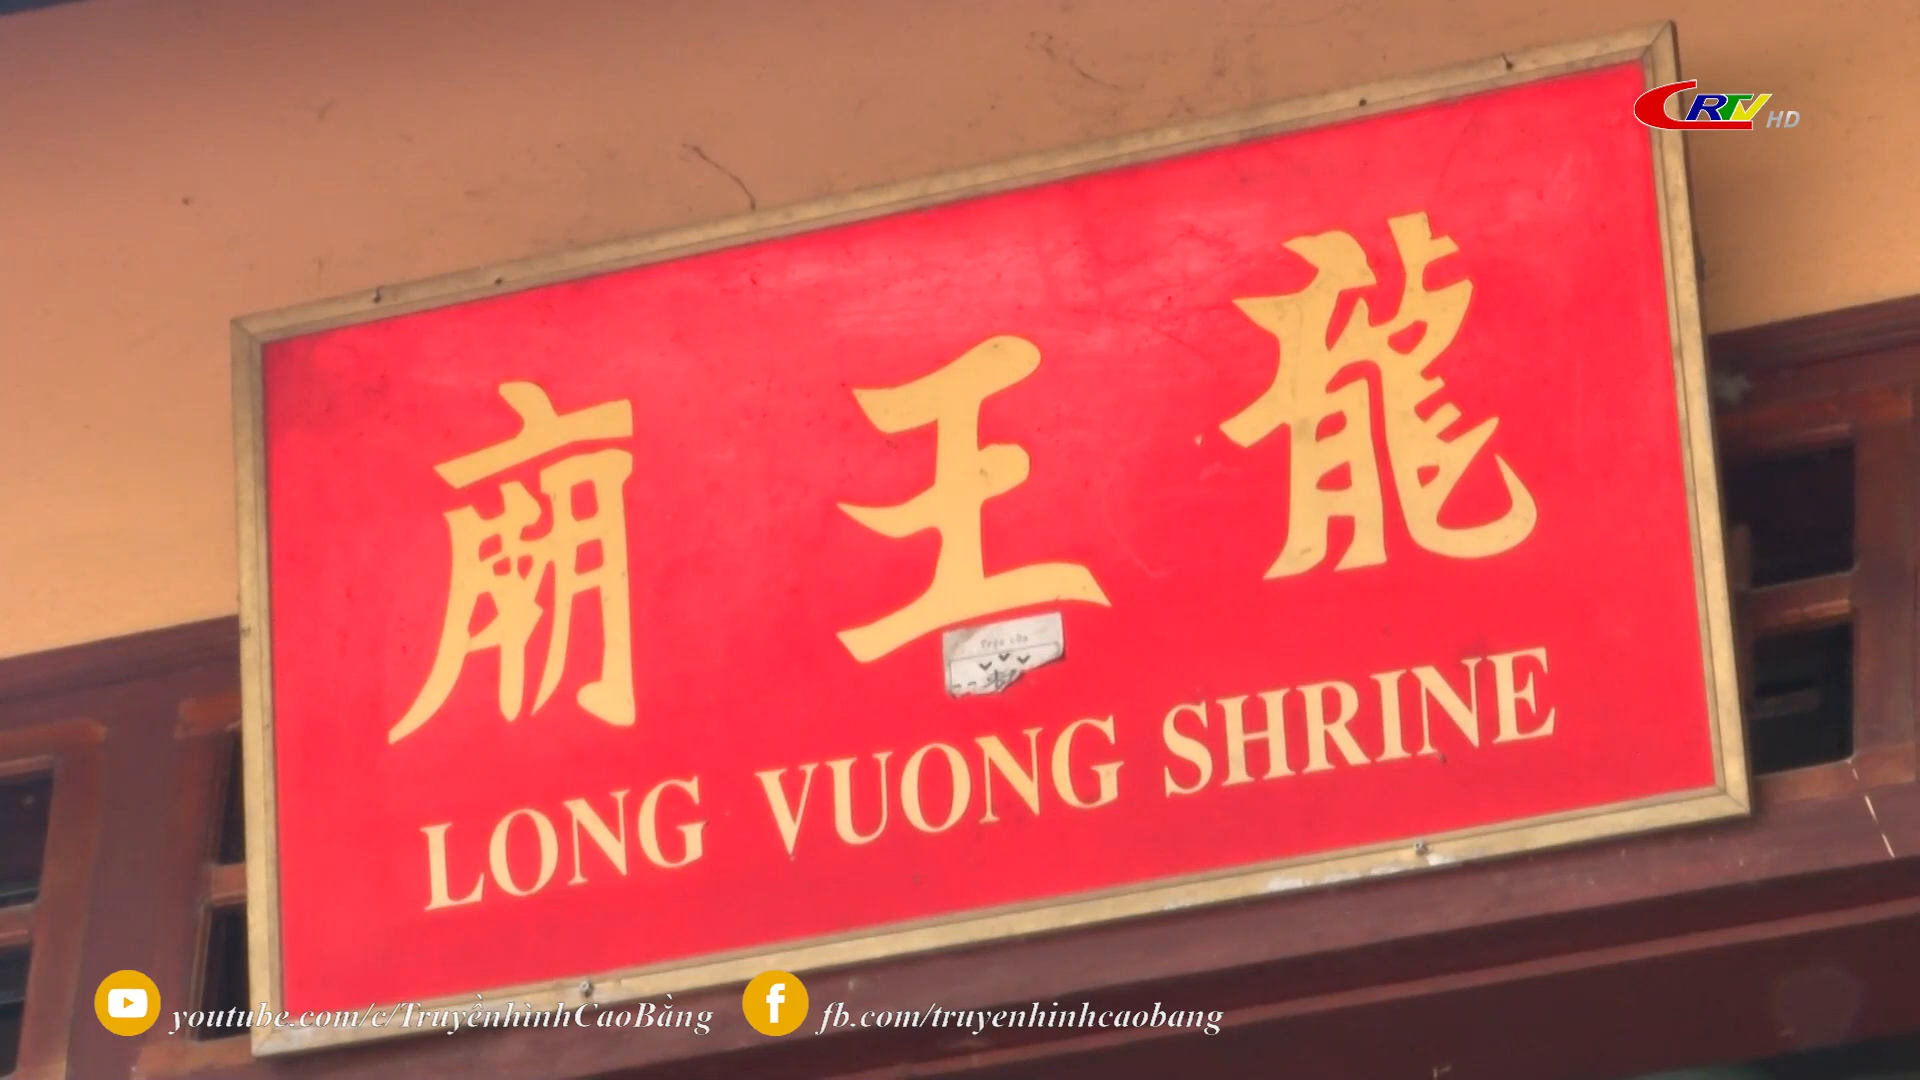 CRTV HD
廟王龍
LONG VUONG SHRINE
youtube.com/c/TruyềnhìnhCaoBằng
fb.com/truyenhinhcaobang